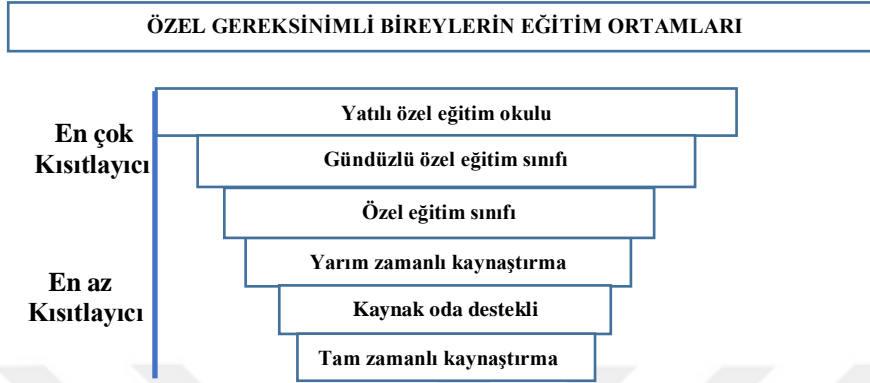 ÖZEL GEREKSİNİMLİ BİREYLERİN EĞİTİM ORTAMLARI
En çok
Kısıtlayıcı
Yatılı özel eğitim okulu
Gündüzlü özel eğitim sınıfı
Özel eğitim sınıfı
Yarım zamanlı kaynaştırma
Kaynak oda destekli
Tam zamanlı kaynaştırma
En az
Kısıtlayıcı